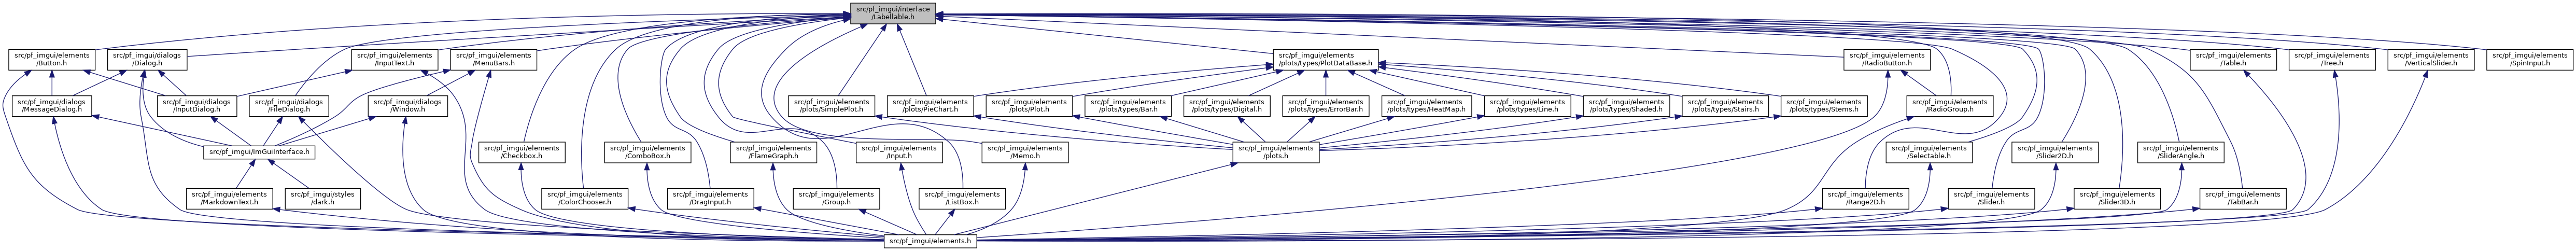 src/pf_imgui/interface
/Labellable.h
src/pf_imgui/elements
/Button.h
src/pf_imgui/dialogs
/Dialog.h
src/pf_imgui/elements
/InputText.h
src/pf_imgui/elements
/MenuBars.h
src/pf_imgui/elements
/plots/types/PlotDataBase.h
src/pf_imgui/elements
/RadioButton.h
src/pf_imgui/elements
/Table.h
src/pf_imgui/elements
/Tree.h
src/pf_imgui/elements
/VerticalSlider.h
src/pf_imgui/elements
/SpinInput.h
src/pf_imgui/dialogs
/MessageDialog.h
src/pf_imgui/dialogs
/InputDialog.h
src/pf_imgui/dialogs
/FileDialog.h
src/pf_imgui/dialogs
/Window.h
src/pf_imgui/elements
/plots/SimplePlot.h
src/pf_imgui/elements
/plots/PieChart.h
src/pf_imgui/elements
/plots/Plot.h
src/pf_imgui/elements
/plots/types/Bar.h
src/pf_imgui/elements
/plots/types/Digital.h
src/pf_imgui/elements
/plots/types/ErrorBar.h
src/pf_imgui/elements
/plots/types/HeatMap.h
src/pf_imgui/elements
/plots/types/Line.h
src/pf_imgui/elements
/plots/types/Shaded.h
src/pf_imgui/elements
/plots/types/Stairs.h
src/pf_imgui/elements
/plots/types/Stems.h
src/pf_imgui/elements
/RadioGroup.h
src/pf_imgui/ImGuiInterface.h
src/pf_imgui/elements
/Checkbox.h
src/pf_imgui/elements
/ComboBox.h
src/pf_imgui/elements
/FlameGraph.h
src/pf_imgui/elements
/Input.h
src/pf_imgui/elements
/Memo.h
src/pf_imgui/elements
/plots.h
src/pf_imgui/elements
/Selectable.h
src/pf_imgui/elements
/Slider2D.h
src/pf_imgui/elements
/SliderAngle.h
src/pf_imgui/elements
/MarkdownText.h
src/pf_imgui/styles
/dark.h
src/pf_imgui/elements
/ColorChooser.h
src/pf_imgui/elements
/DragInput.h
src/pf_imgui/elements
/Group.h
src/pf_imgui/elements
/ListBox.h
src/pf_imgui/elements
/Range2D.h
src/pf_imgui/elements
/Slider.h
src/pf_imgui/elements
/Slider3D.h
src/pf_imgui/elements
/TabBar.h
src/pf_imgui/elements.h